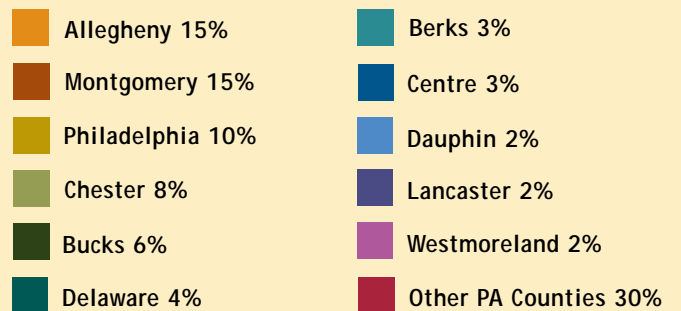 Allegheny 15%
Montgomery 15%
Philadelphia 10%
Chester 8%
Bucks 6%
Delaware 4%
Berks 3%
Centre 3%
Dauphin 2%
Lancaster 2%
Westmoreland 2%
Other PA Counties 30%